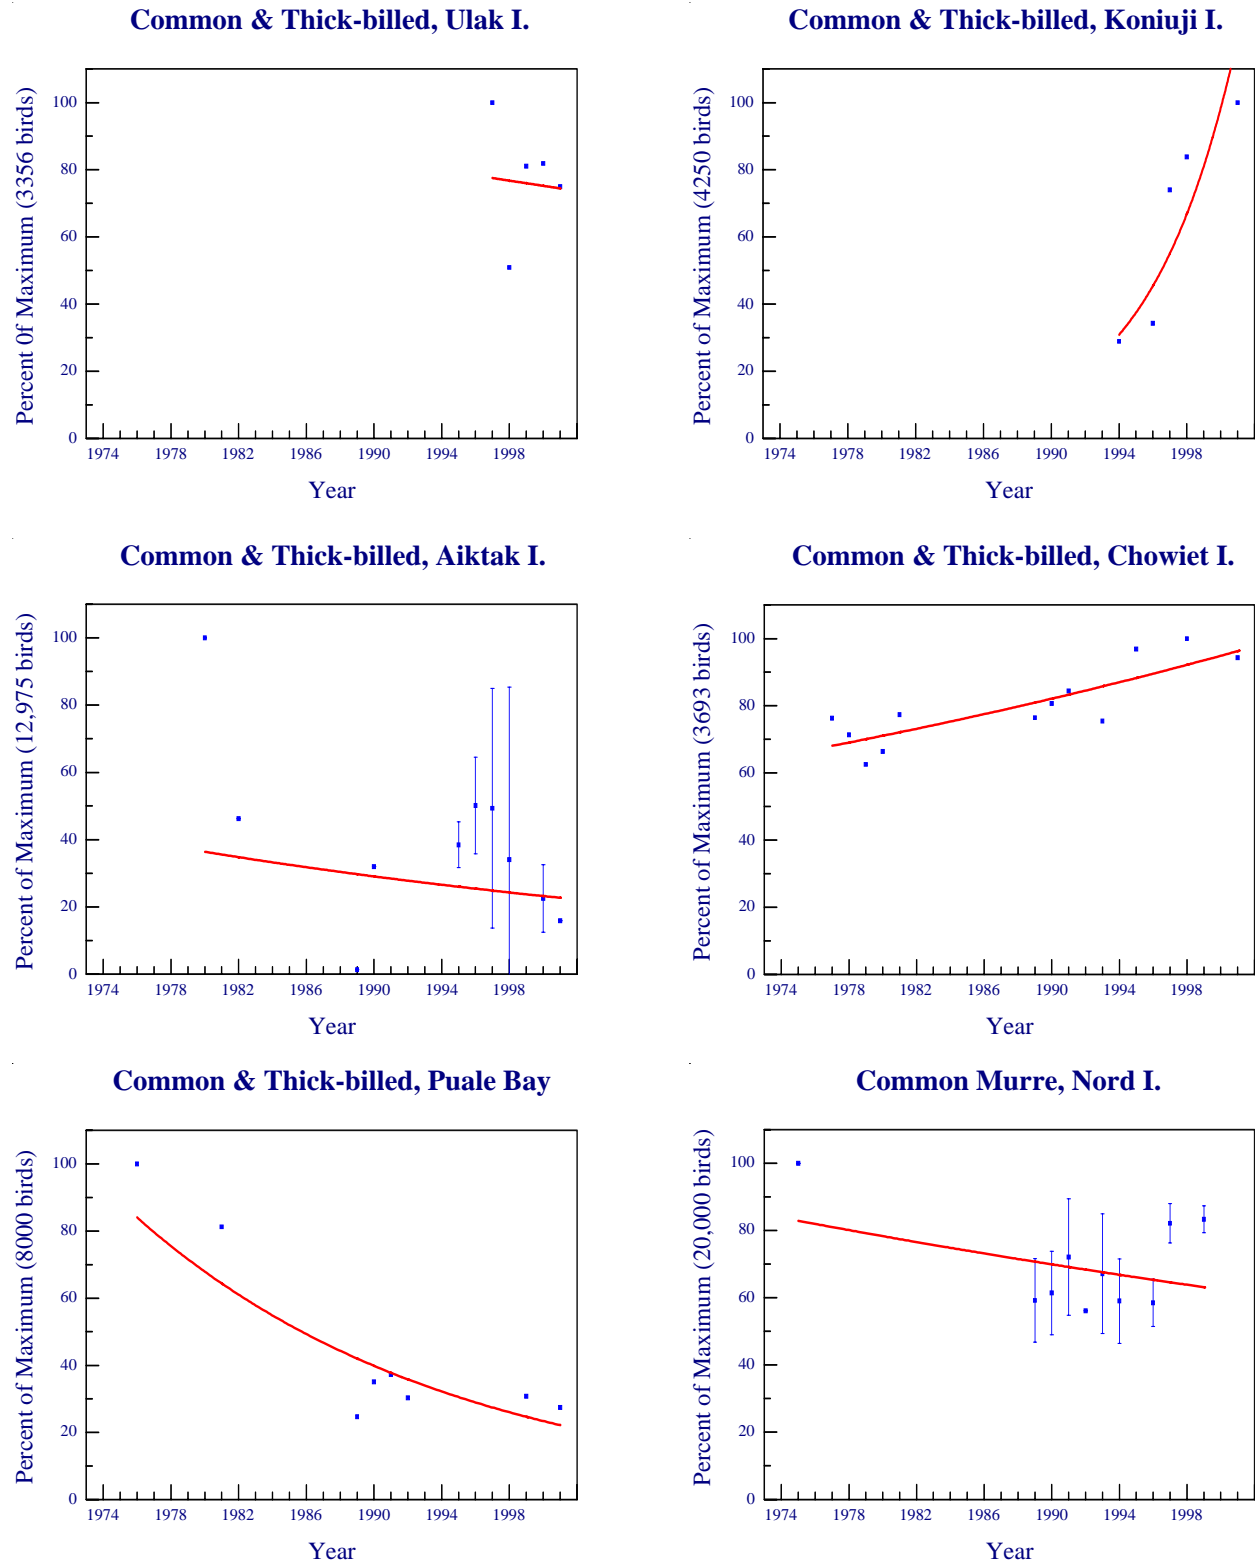 Common & Thick-billed, Ulak I.
Percent 0f Maximum (3356 birds)
100
80
60
40
20
0
1974 1978 1982 1986 1990 1994 1998
Year
Common & Thick-billed, Koniuji I.
Percent of Maximum (4250 birds)
100
80
60
40
20
0
1974 1978 1982 1986 1990 1994 1998
Year
Common & Thick-billed, Aiktak I.
Percent of Maximum (12,975 birds)
100
80
60
40
20
0
1974 1978 1982 1986 1990 1994 1998
Year
Common & Thick-billed, Chowiet I.
Percent of Maximum (3693 birds)
100
80
60
40
20
0
1974 1978 1982 1986 1990 1994 1998
Year
Common & Thick-billed, Puale Bay
Percent of Maximum (8000 birds)
100
80
60
40
20
0
1974 1978 1982 1986 1990 1994 1998
Year
Common Murre, Nord I.
Percent of Maximum (20,000 birds)
100
80
60
40
20
0
1974 1978 1982 1986 1990 1994 1998
Year